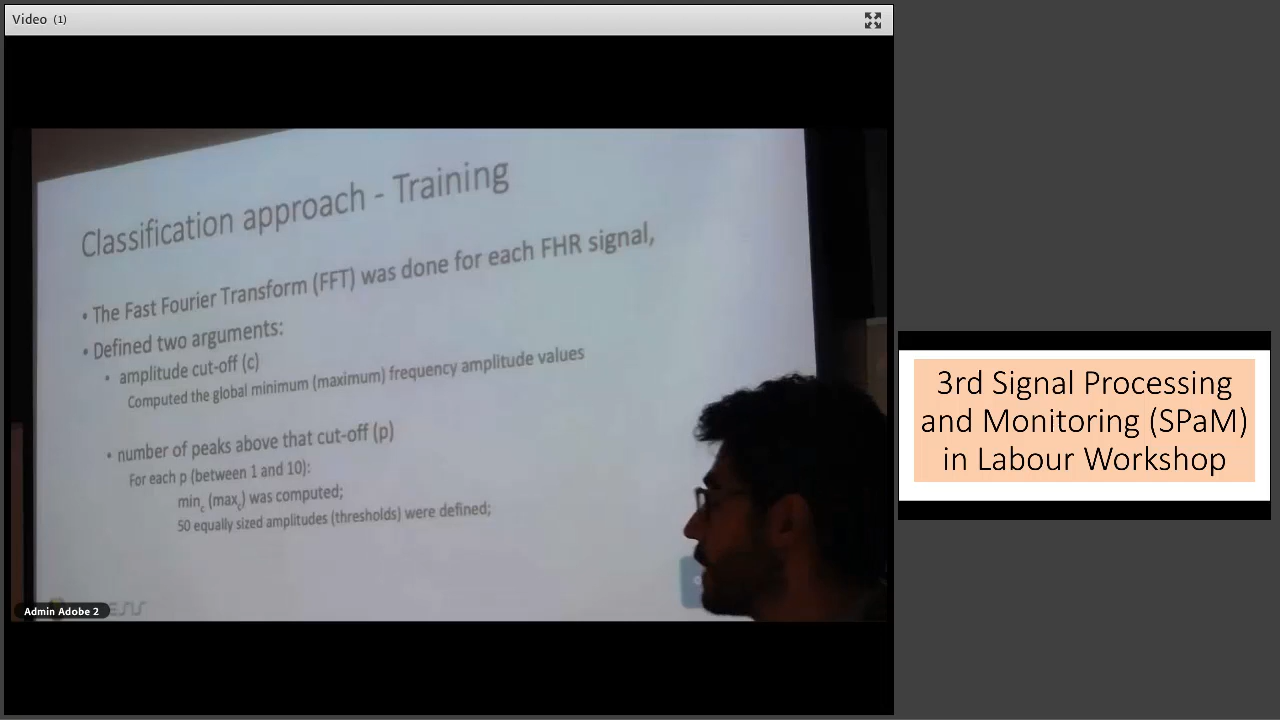 Video (1)
Classification approach - Training
• The Fast Fourier Transform (FFT) was done for each FHR signal,
• Defined two arguments:
• amplitude cut-off (c)
Computed the global minimum (maximum) frequency amplitude values
• number of peaks above that cut-off (p)
For each p (between 1 and 10):
minc (maxc) was computed;
50 equally sized amplitudes (thresholds) were defined;
Admin Adobe 2
3rd Signal Processing
and Monitoring (SPaM)
in Labour Workshop